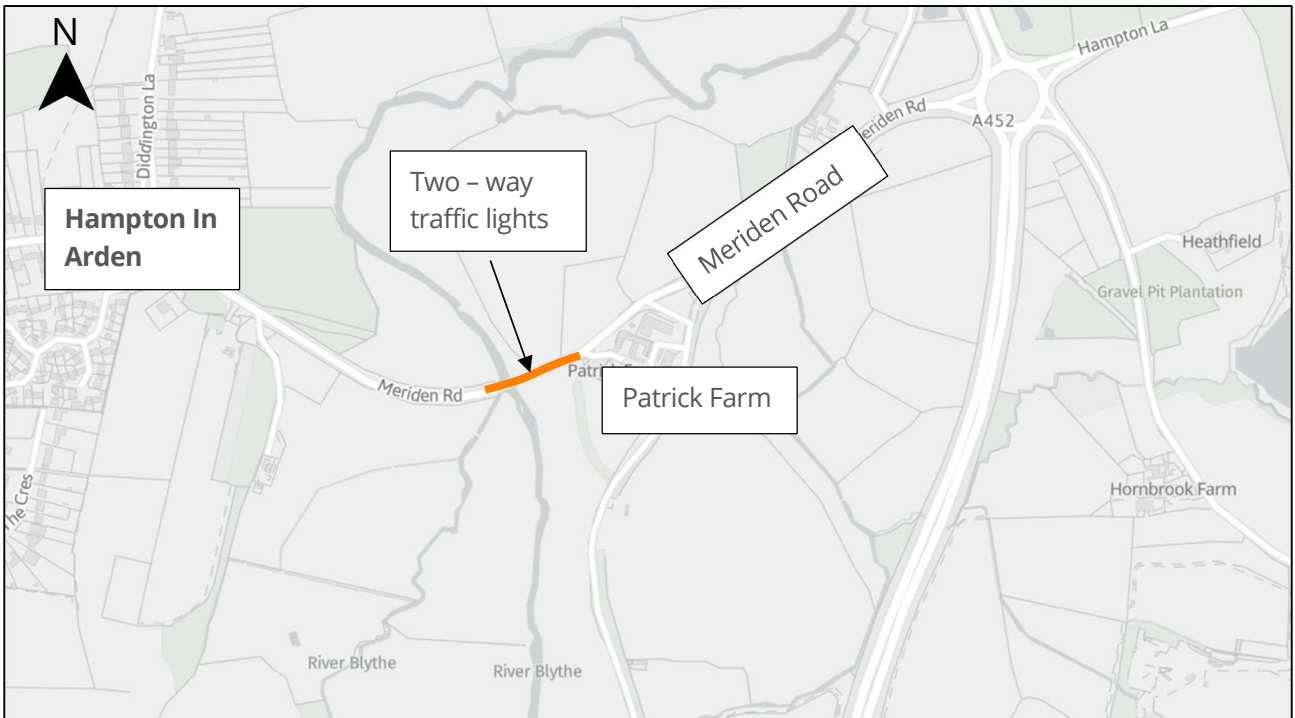 N
Hampton La
Diddington La
eriden Rd
A452
Two – way
traffic lights
Meriden Road
Hampton In
Arden
Heathfield
Gravel Pit Plantation
Meriden Rd
Patrick Farm
The Cres
Hornbrook Farm
River Blythe
River Blythe